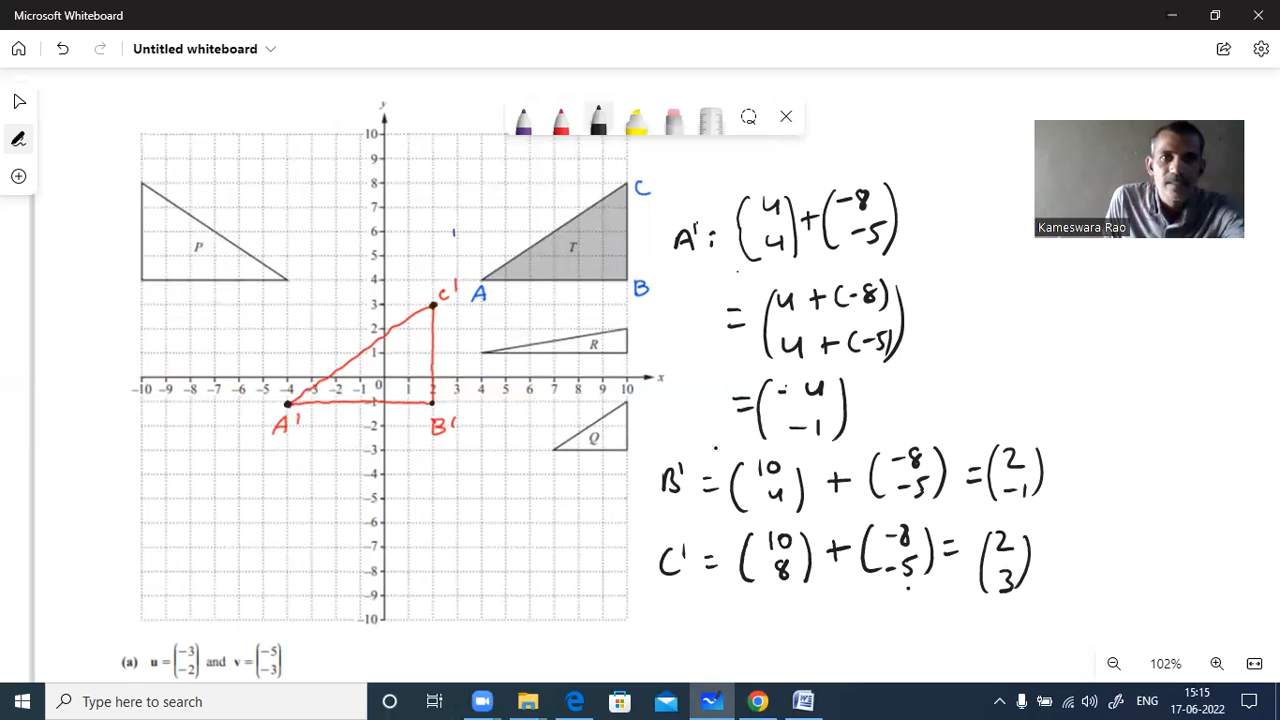 Microsoft Whiteboard
Untitled whiteboard
y
10
9
8
7
6
5
4
3
2
1
P
T
C
A
B
C'
R
-10 -9 -8 -7 -6 -5 -4 -3 -2 -1 0 1 2 3 4 5 6 7 8 9 10 x
-1
-2
-3
-4
-5
-6
-7
-8
-9
-10
A'
B'
Q
A' : (4 4) + (-8 -5)
= (4 + (-8) 4 + (-5))
= (-4 -1)
B' = (10 4) + (-8 -5) = (2 -1)
C' = (10 8) + (-8 -5) = (2 3)
Kameswara Rao
(a) u = (-3 -2) and v = (-5 -3)
102%
Type here to search
ENG
15:15
17-06-2022